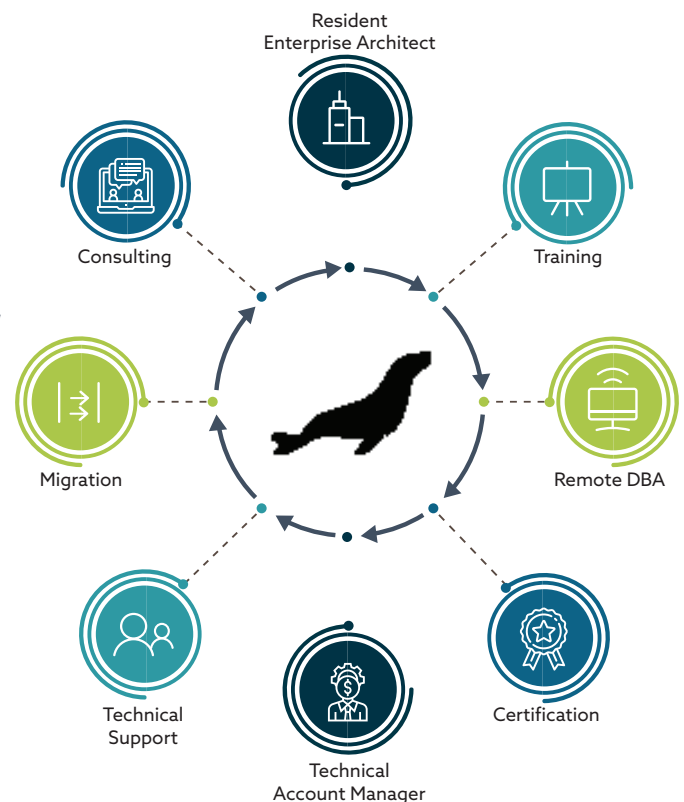 Resident
Enterprise Architect
Consulting
Training
Migration
Remote DBA
Technical
Support
Certification
Technical
Account Manager